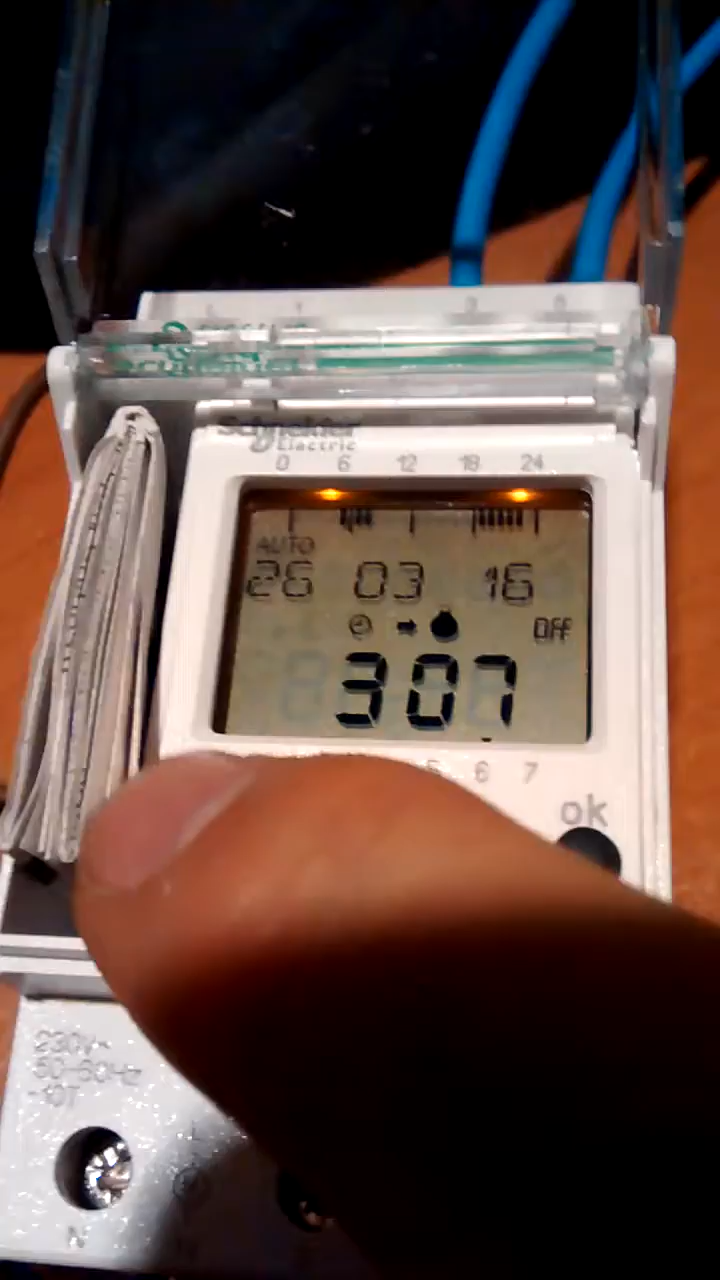 Schneider
Electric
0 6 12 18 24
AUTO
26 03 16
Off
307
5 6 7
ok
230V~
50-60Hz
-10T
L
N